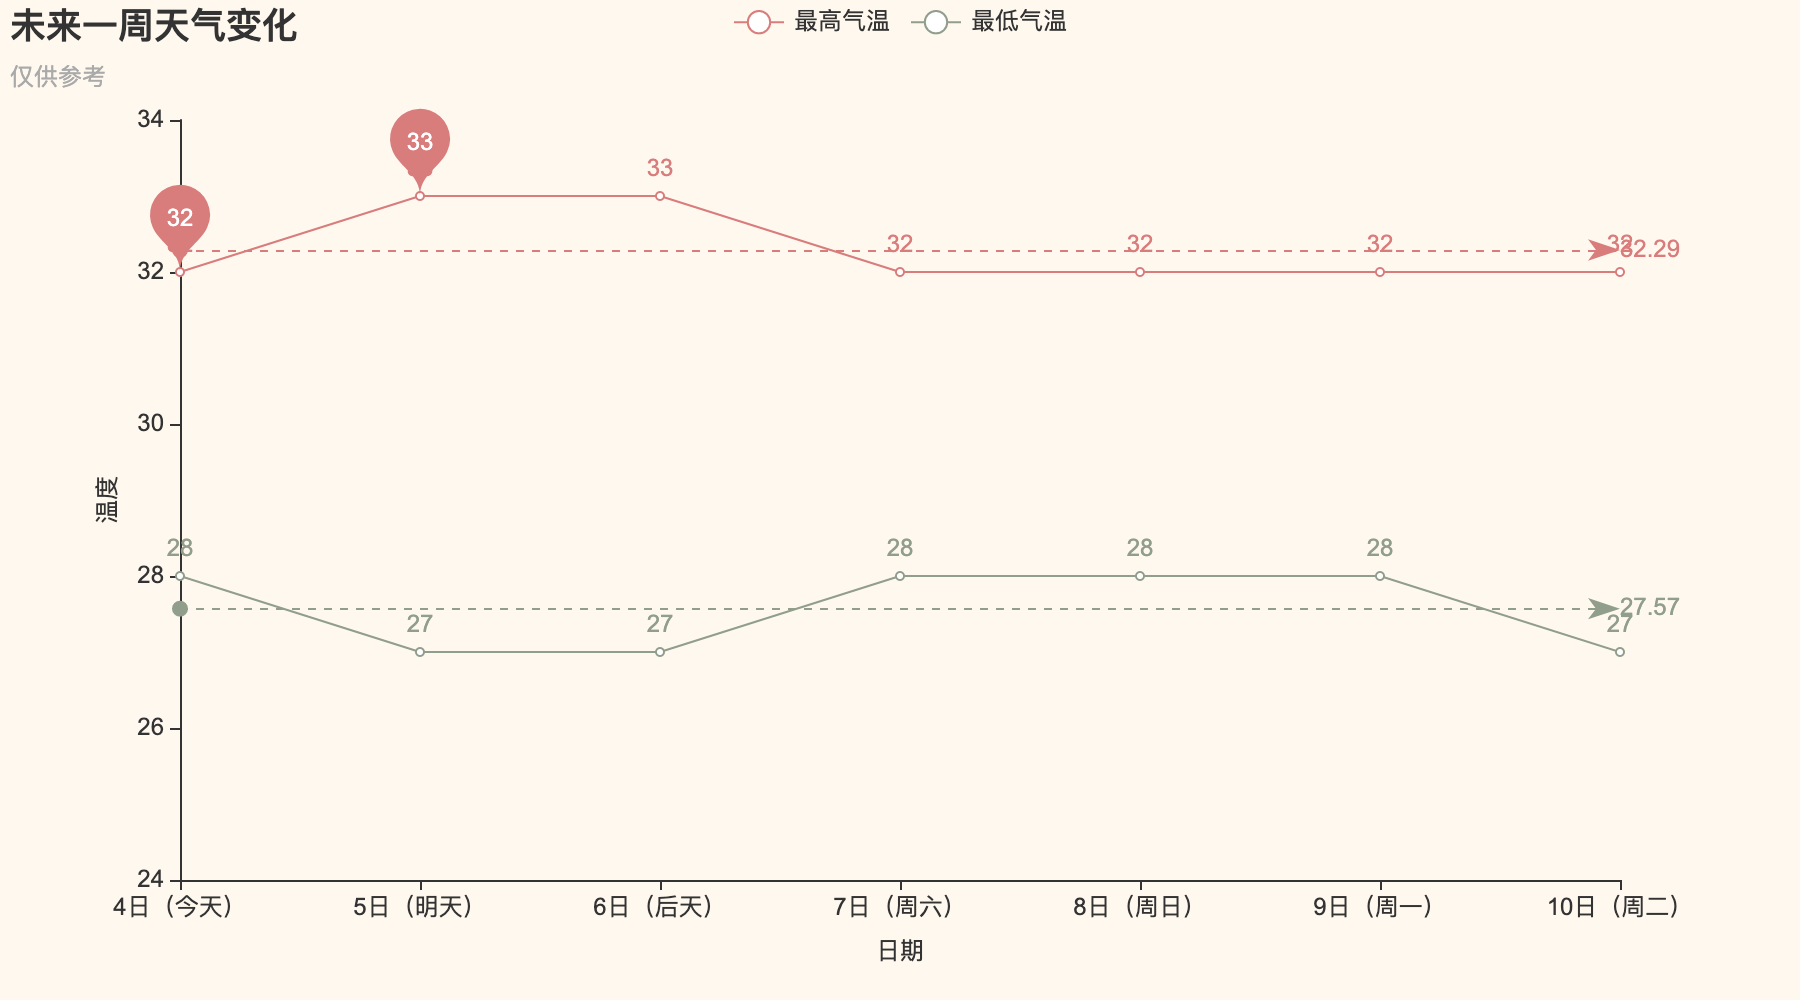 未来一周天气变化
仅供参考
最高气温 最低气温
34
33
33
32
32 32 32 32 32.29
32
30
温度
28 28 28 28
28
27.57
27 27 27
26
24
4日（今天） 5日（明天） 6日（后天） 7日（周六） 8日（周日） 9日（周一） 10日（周二）
日期